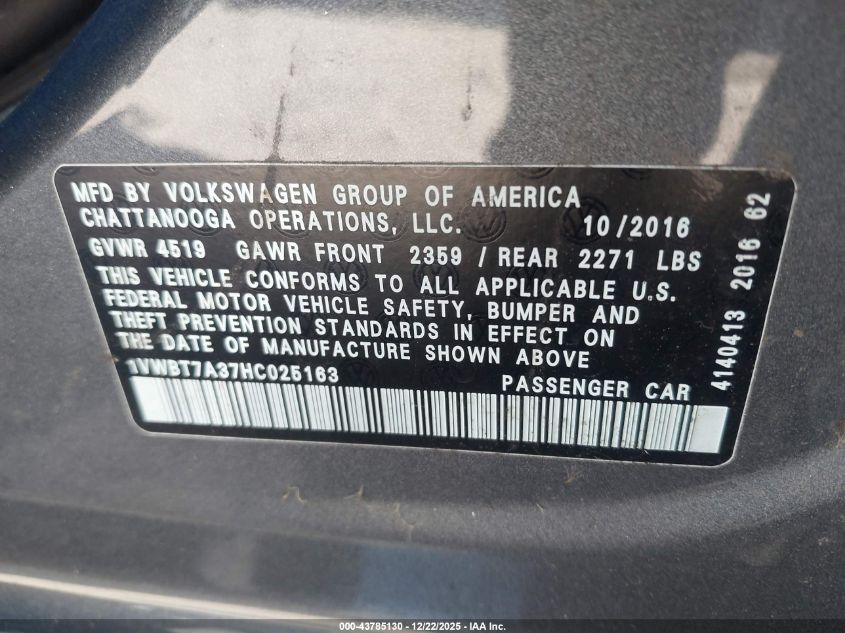 MFD BY VOLKSWAGEN GROUP OF AMERICA
CHATTANOOGA OPERATIONS, LLC. 10/2016
GVWR 4519 GAWR FRONT 2359 / REAR 2271 LBS
THIS VEHICLE CONFORMS TO ALL APPLICABLE U.S.
FEDERAL MOTOR VEHICLE SAFETY, BUMPER AND
THEFT PREVENTION STANDARDS IN EFFECT ON
THE DATE OF MANUFACTURE SHOWN ABOVE
1VWBT7A37HC025163 PASSENGER CAR
4140413 2016 62
000-43785130 - 12/22/2025 - IAA Inc.